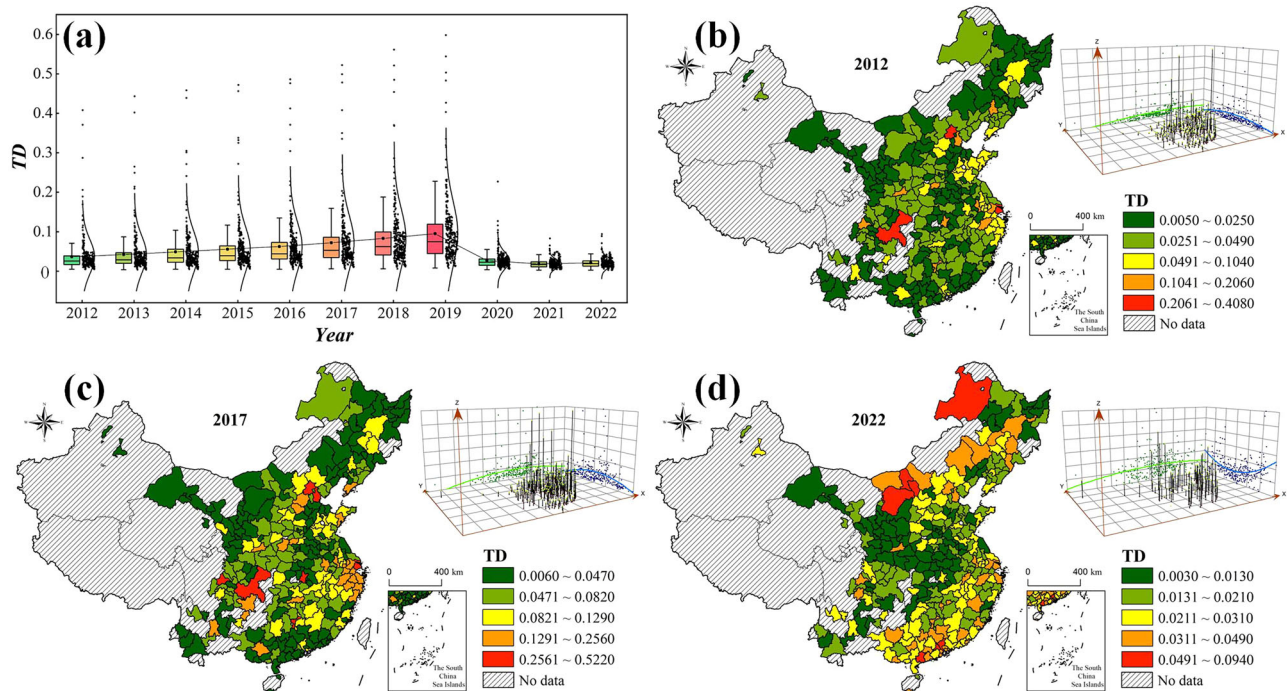 (a)
TD
0.6
0.5
0.4
0.3
0.2
0.1
0
2012 2013 2014 2015 2016 2017 2018 2019 2020 2021 2022
Year
(b)
2012
N
Z
Y
X
TD
0.0050 ~ 0.0250
0.0251 ~ 0.0490
0.0491 ~ 0.1040
0.1041 ~ 0.2060
0.2061 ~ 0.4080
No data
0 400 km
The South
China
Sea Islands
(c)
2017
N
Z
Y
X
TD
0.0060 ~ 0.0470
0.0471 ~ 0.0820
0.0821 ~ 0.1290
0.1291 ~ 0.2560
0.2561 ~ 0.5220
No data
0 400 km
The South
China
Sea Islands
(d)
2022
N
Z
Y
X
TD
0.0030 ~ 0.0130
0.0131 ~ 0.0210
0.0211 ~ 0.0310
0.0311 ~ 0.0490
0.0491 ~ 0.0940
No data
0 400 km
The South
China
Sea Islands